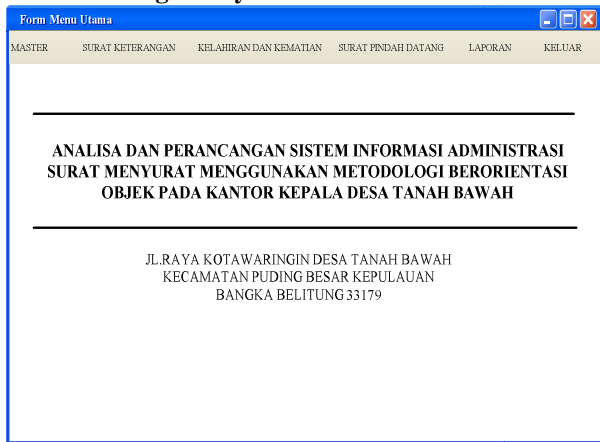 Form Menu Utama
MASTER SURAT KETERANGAN KELAHIRAN DAN KEMATIAN SURAT PINDAH DATANG LAPORAN KELUAR
ANALISA DAN PERANCANGAN SISTEM INFORMASI ADMINISTRASI
SURAT MENYURAT MENGGUNAKAN METODOLOGI BERORIENTASI
OBJEK PADA KANTOR KEPALA DESA TANAH BAWAH
JL.RAYA KOTAWARINGIN DESA TANAH BAWAH
KECAMATAN PUDING BESAR KEPULAUAN
BANGKA BELITUNG 33179